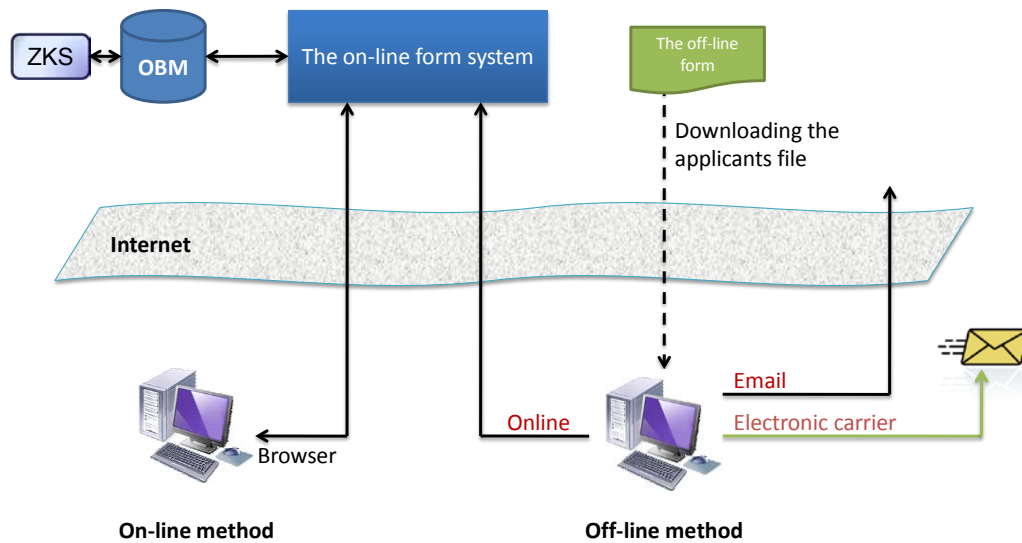 ZKS
OBM
The on-line form system
The off-line
form
Downloading the
applicants file
Internet
Email
Online
Electronic carrier
Browser
On-line method
Off-line method